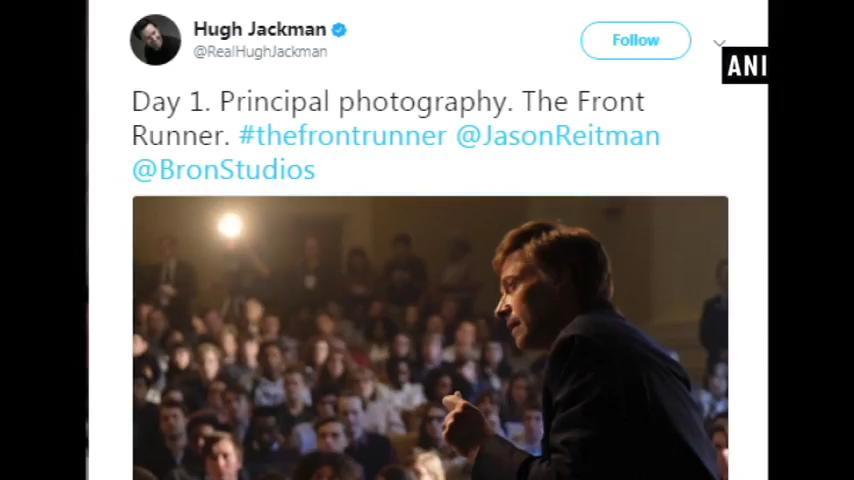 Hugh Jackman
@RealHughJackman
Follow
ANI
Day 1. Principal photography. The Front
Runner. #thefrontrunner @JasonReitman
@BronStudios